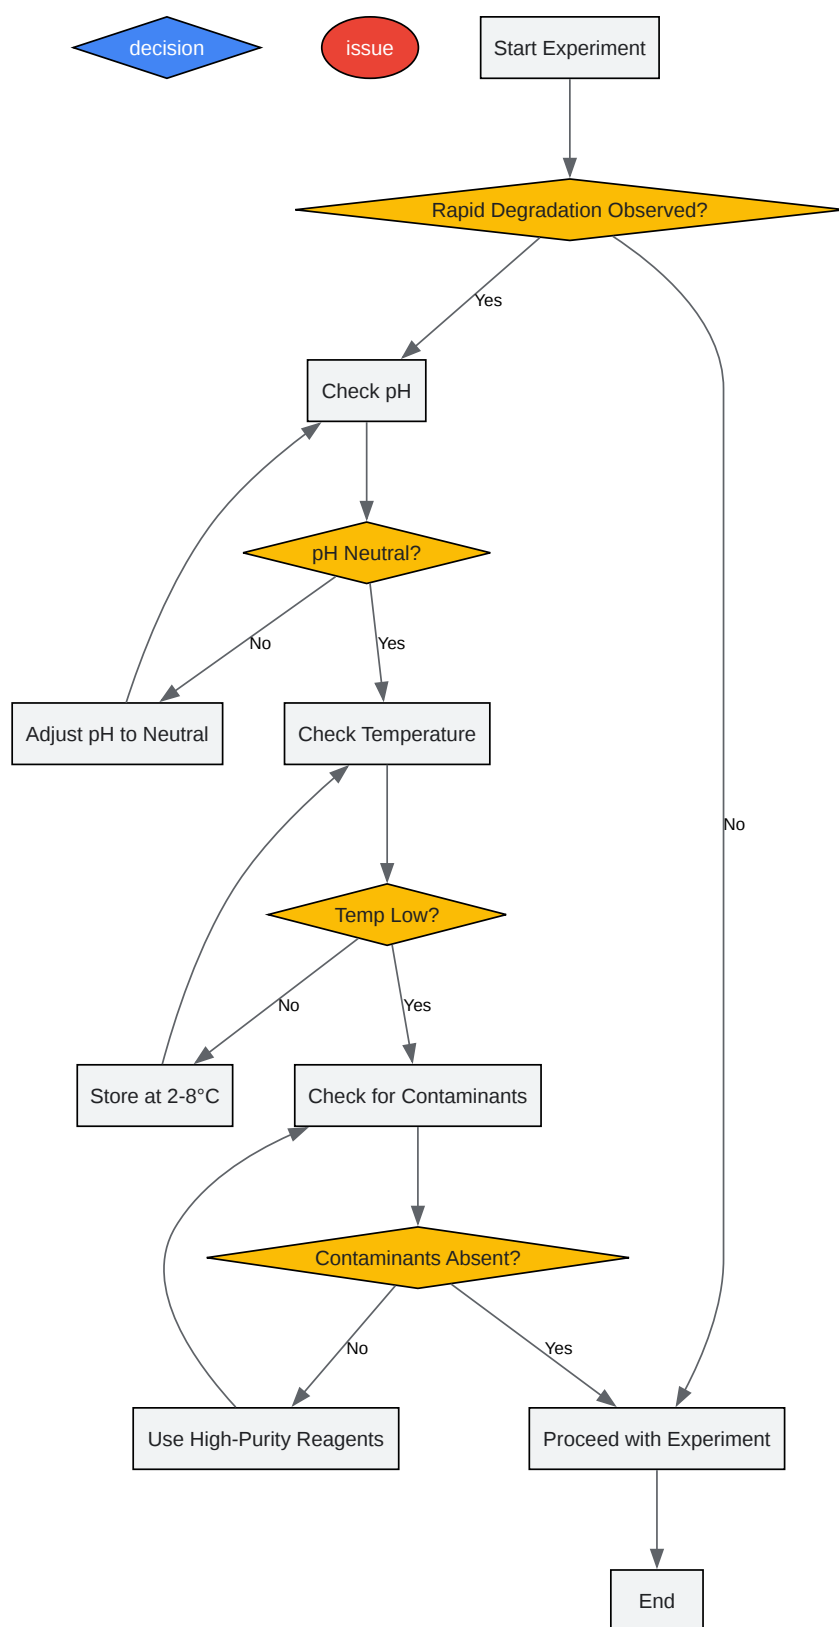 decision
issue
Start Experiment
Rapid Degradation Observed?
Yes
Check pH
pH Neutral?
No
Yes
Adjust pH to Neutral
Check Temperature
No
Temp Low?
No
Yes
Store at 2-8°C
Check for Contaminants
Contaminants Absent?
No
Yes
Use High-Purity Reagents
Proceed with Experiment
End